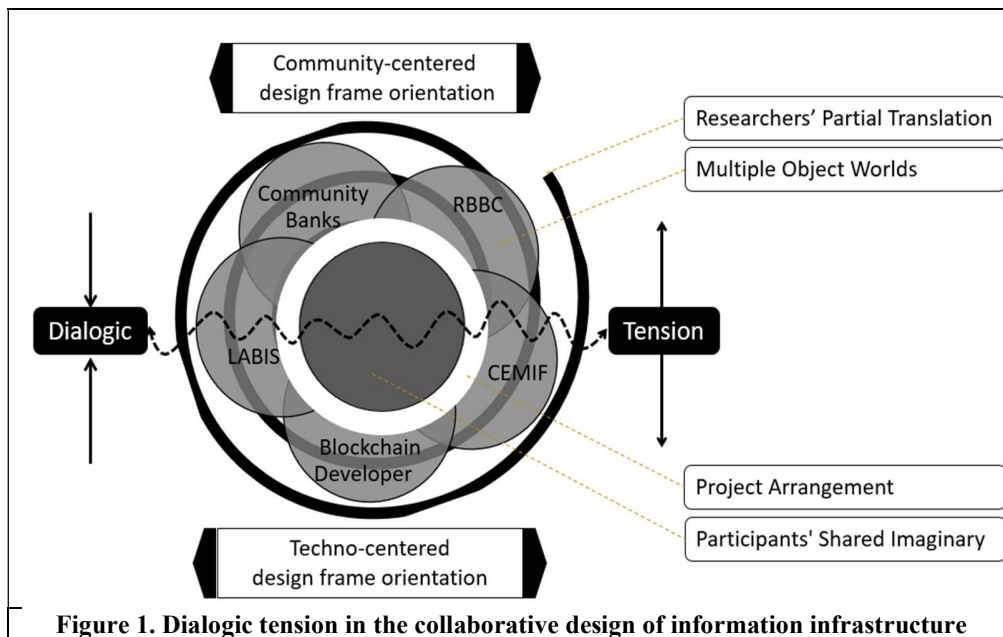 Community-centered
design frame orientation
Researchers' Partial Translation
Multiple Object Worlds
Community
Banks
RBBC
Dialogic
Tension
LABIS
CEMIF
Blockchain
Developer
Project Arrangement
Participants' Shared Imaginary
Techno-centered
design frame orientation
Figure 1. Dialogic tension in the collaborative design of information infrastructure